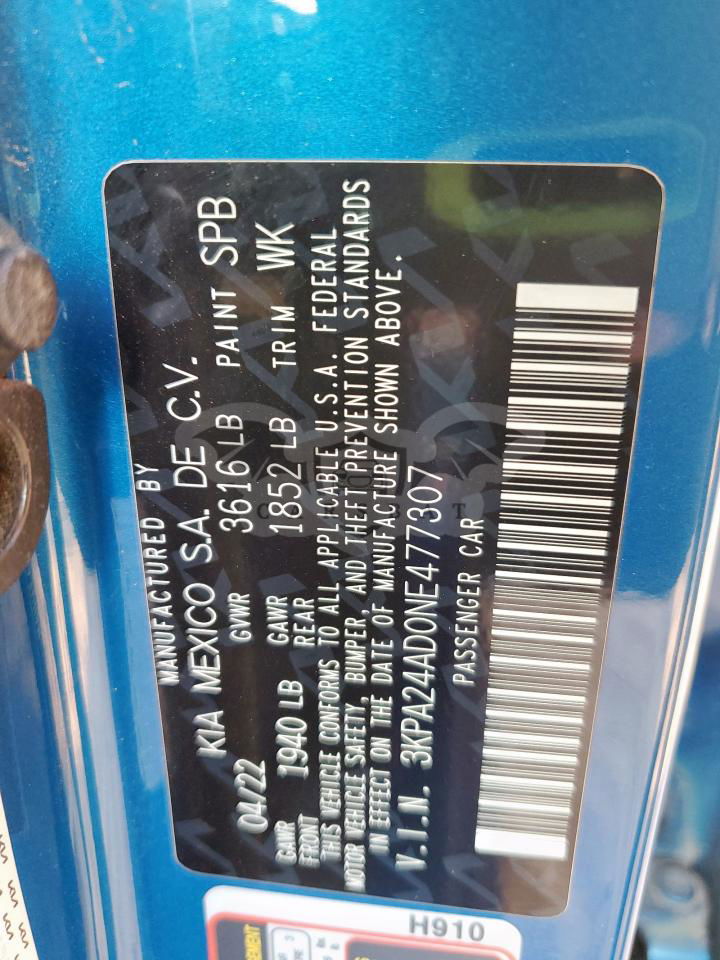 MANUFACTURED BY
KIA MEXICO S.A. DE C.V.
04/22 GVWR 3616 LB PAINT SPB
GAWR FRONT 1940 LB GAWR REAR 1852 LB TRIM WK
THIS VEHICLE CONFORMS TO ALL APPLICABLE U.S.A. FEDERAL
MOTOR VEHICLE SAFETY, BUMPER AND THEFT PREVENTION STANDARDS
IN EFFECT ON THE DATE OF MANUFACTURE SHOWN ABOVE.
V.I.N. 3KPA24AD0NE477307
PASSENGER CAR
H910